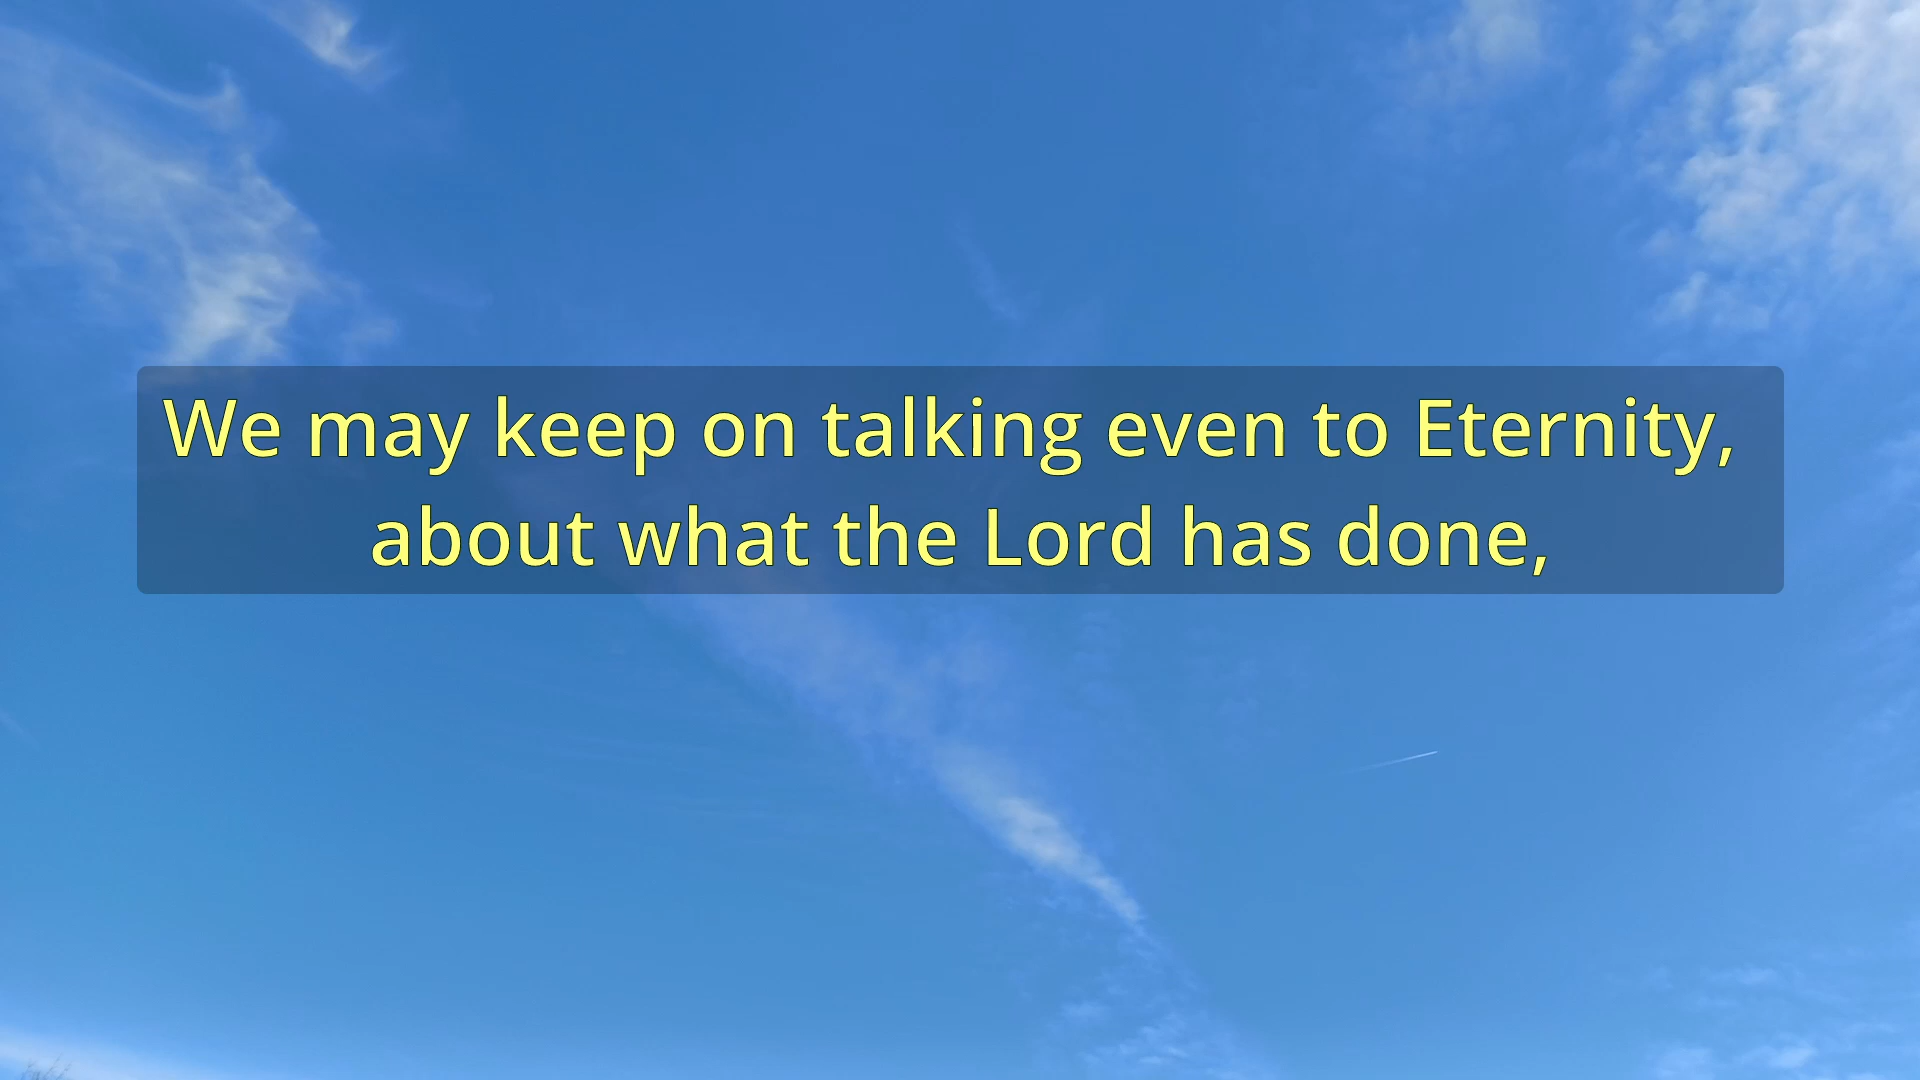 We may keep on talking even to Eternity,
about what the Lord has done,